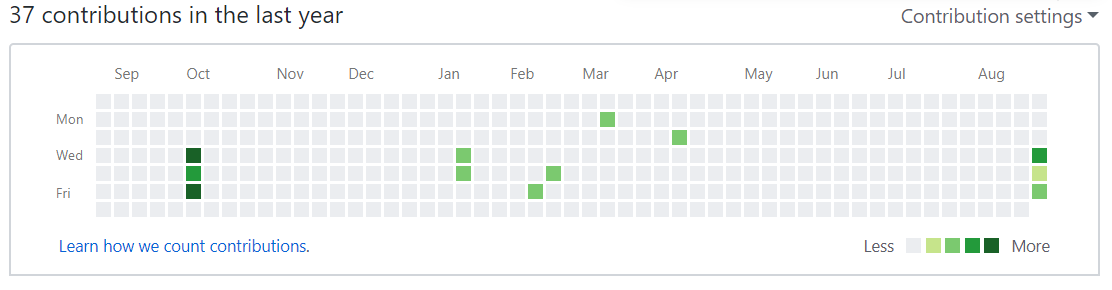 37 contributions in the last year
Contribution settings
Sep Oct Nov Dec Jan Feb Mar Apr May Jun Jul Aug
Mon
Wed
Fri
Learn how we count contributions.
Less More